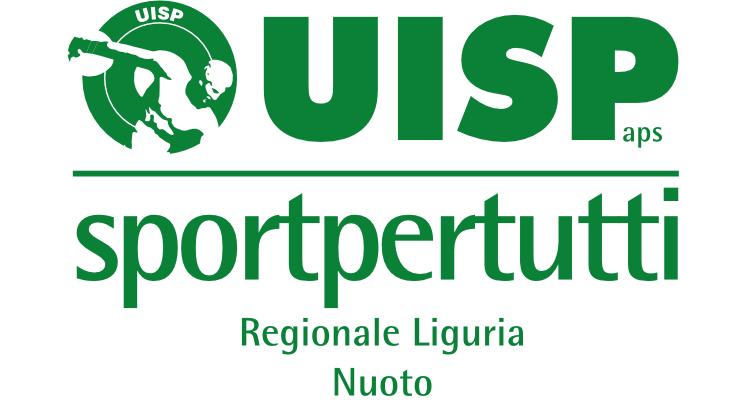 UISP
UISP
aps
sportpertutti
Regionale Liguria
Nuoto